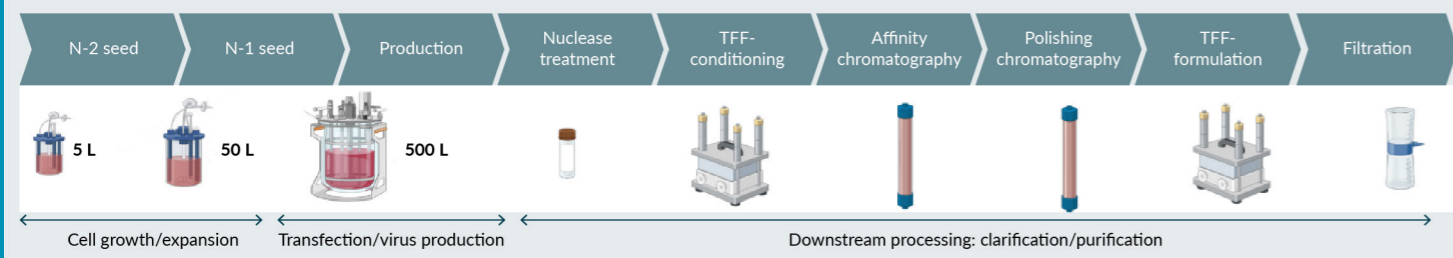 N-2 seed
N-1 seed
Production
Nuclease
treatment
TFF-
conditioning
Affinity
chromatography
Polishing
chromatography
TFF-
formulation
Filtration
5 L
50 L
500 L
Cell growth/expansion
Transfection/virus production
Downstream processing: clarification/purification